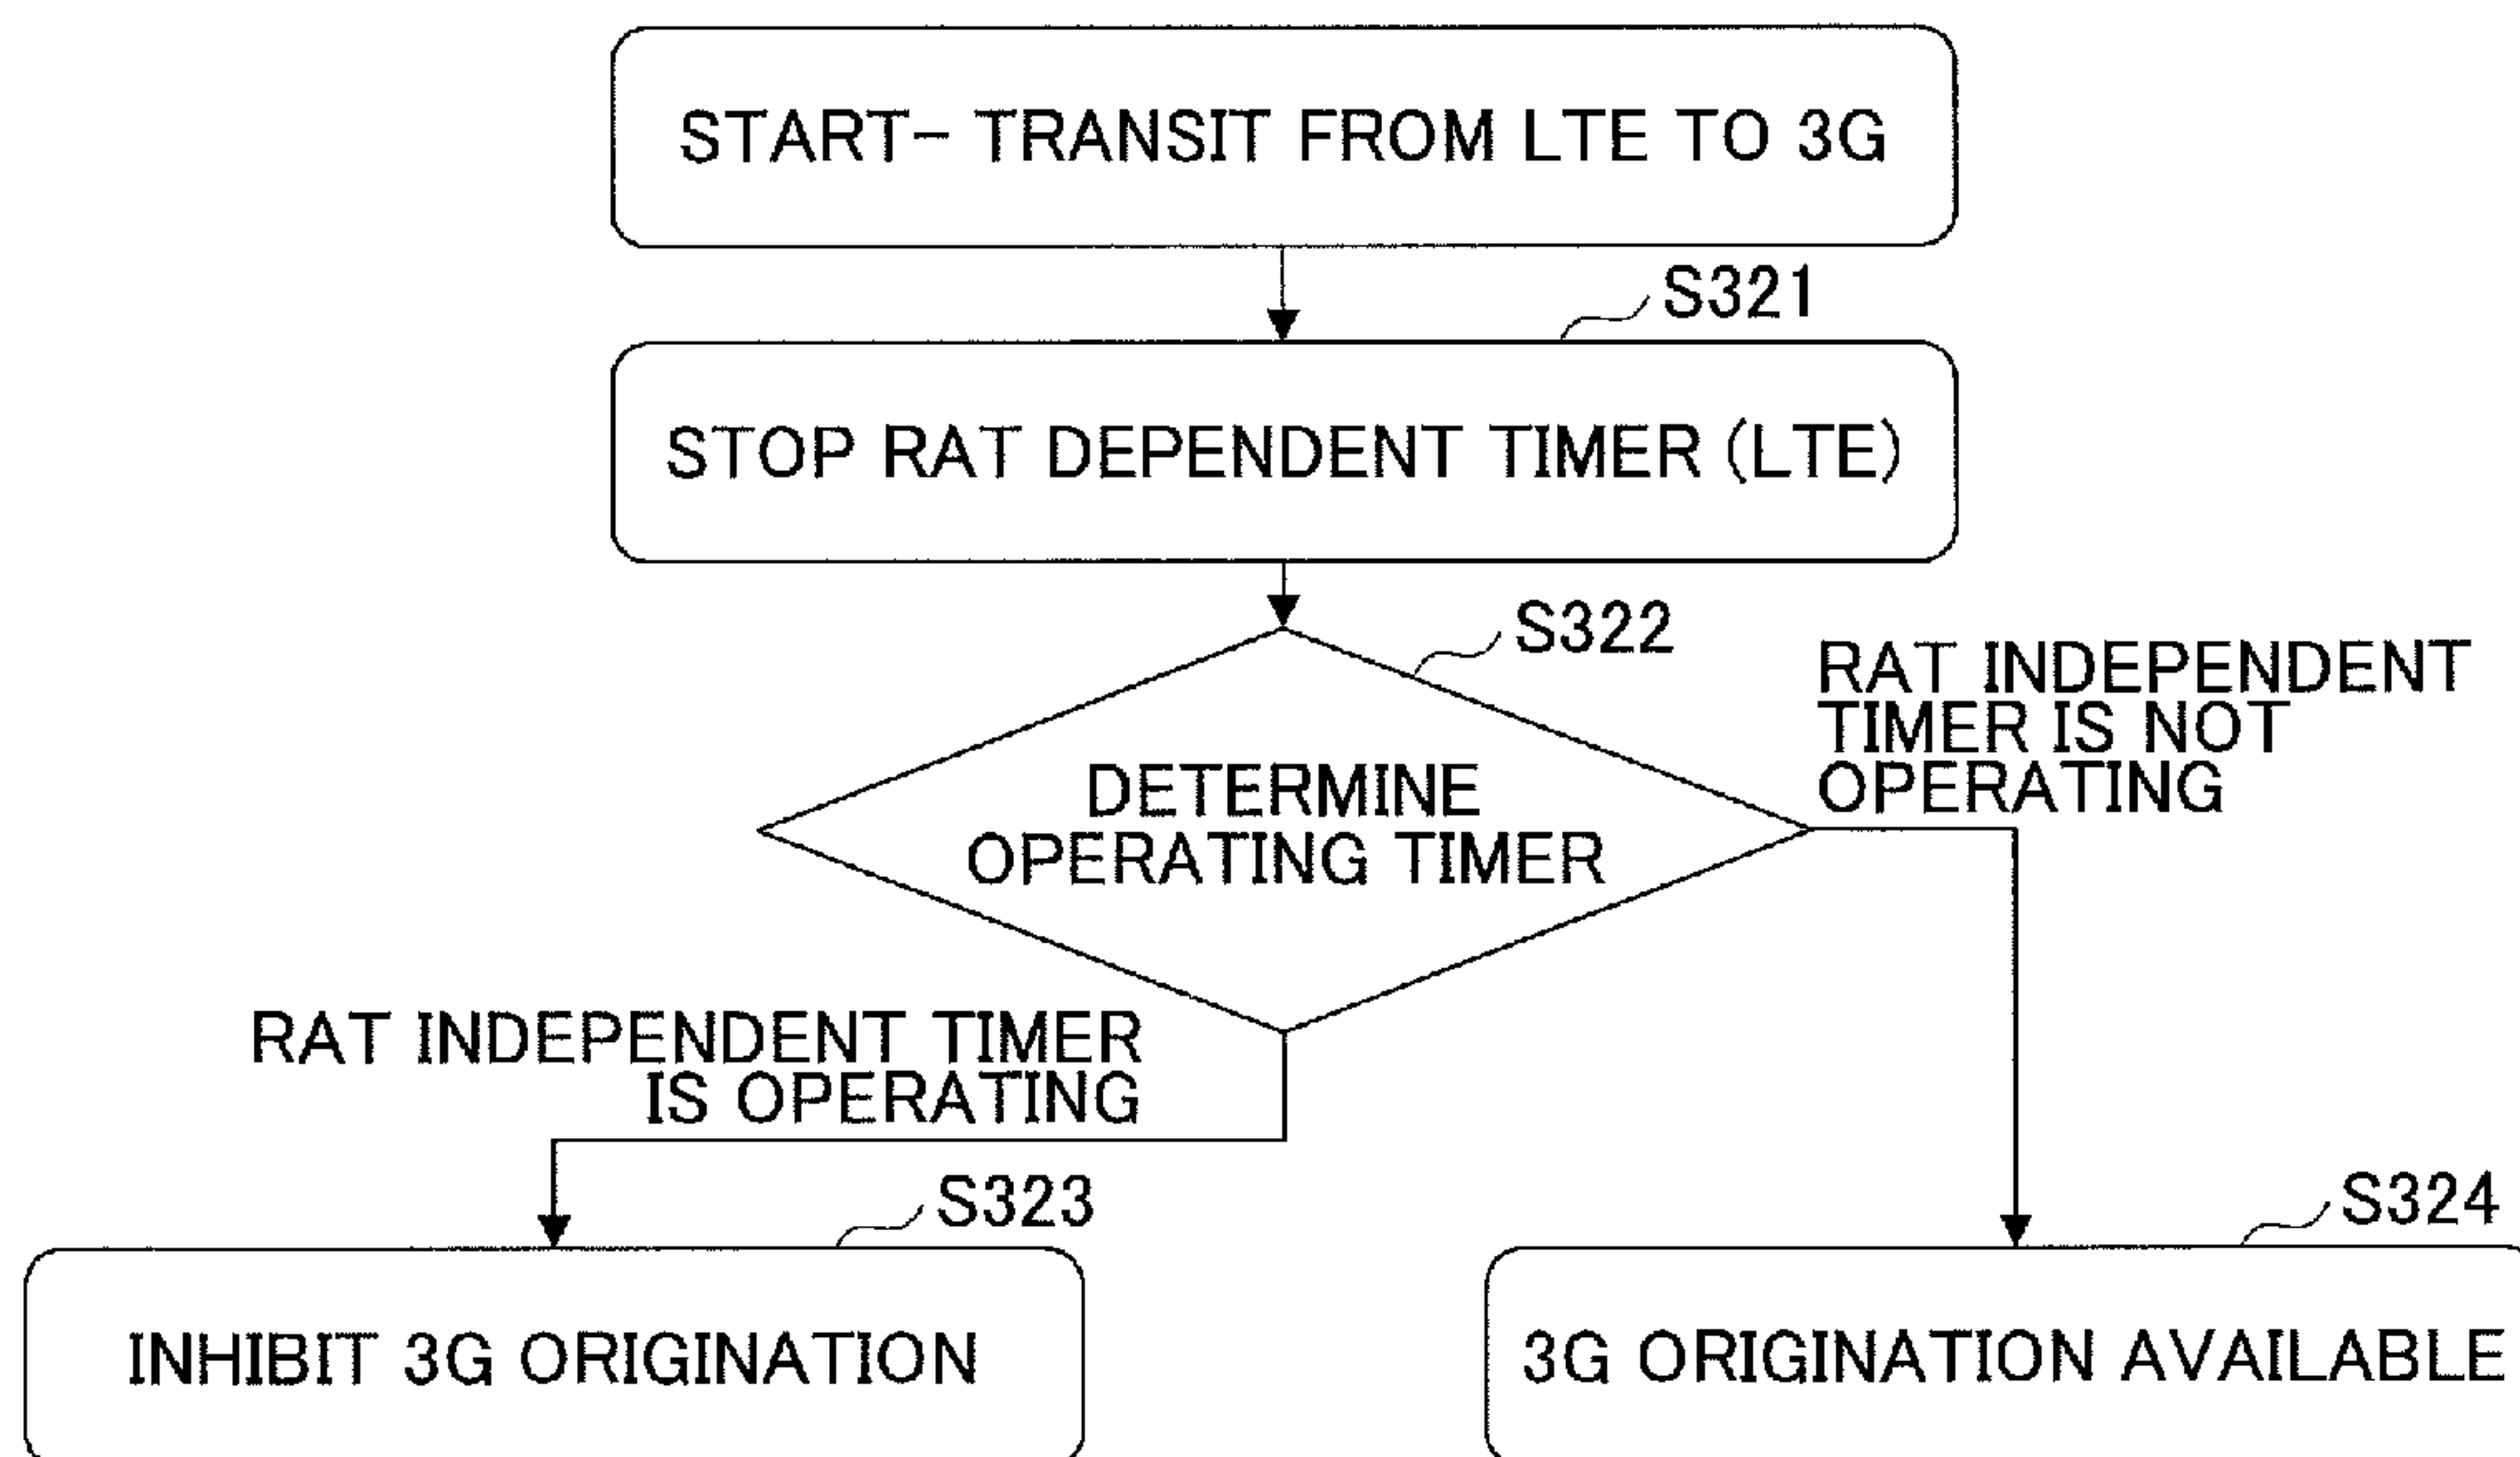 START- TRANSIT FROM LTE TO 3G
S321
STOP RAT DEPENDENT TIMER (LTE)
S322
RAT INDEPENDENT
TIMER IS NOT
OPERATING
DETERMINE
OPERATING TIMER
RAT INDEPENDENT TIMER
IS OPERATING
S323
S324
INHIBIT 3G ORIGINATION
3G ORIGINATION AVAILABLE